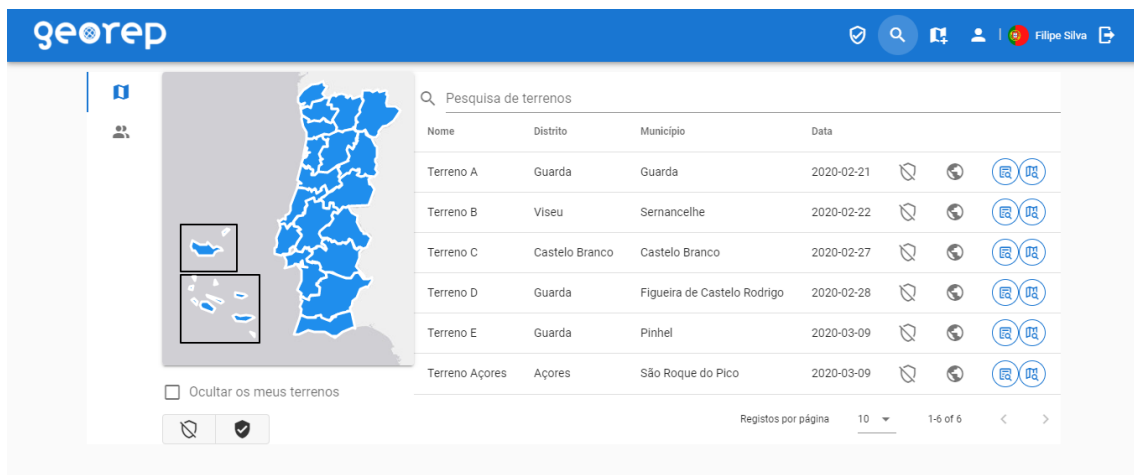 georep
Filipe Silva
Pesquisa de terrenos
Nome Distrito Município Data
Terreno A Guarda Guarda 2020-02-21
Terreno B Viseu Sernancelhe 2020-02-22
Terreno C Castelo Branco Castelo Branco 2020-02-27
Terreno D Guarda Figueira de Castelo Rodrigo 2020-02-28
Terreno E Guarda Pinhel 2020-03-09
Terreno Açores Açores São Roque do Pico 2020-03-09
Ocultar os meus terrenos
Registos por página 10 1-6 of 6